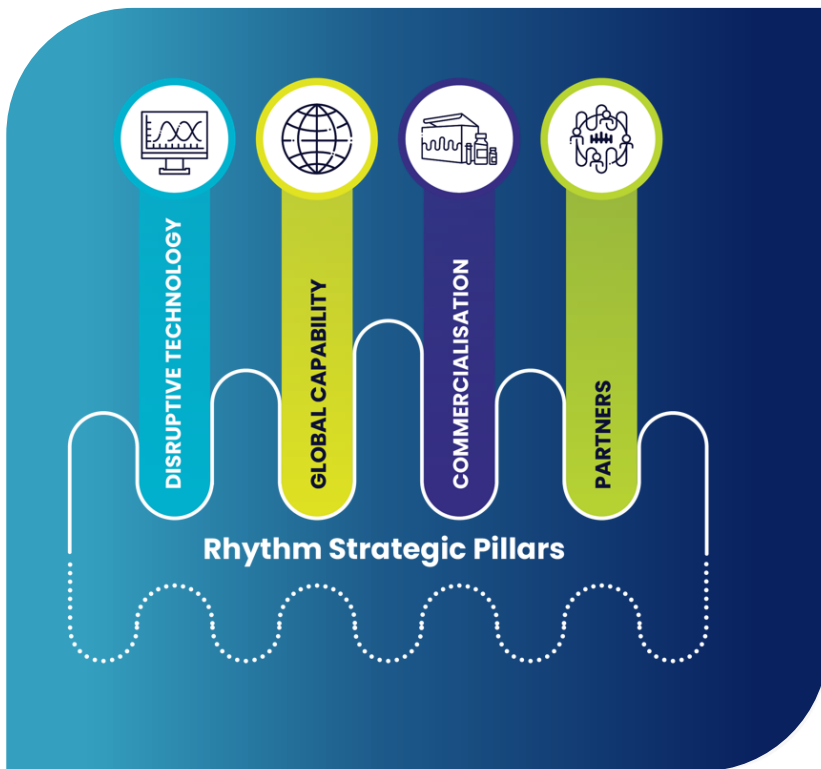 DISRUPTIVE TECHNOLOGY
GLOBAL CAPABILITY
COMMERCIALISATION
PARTNERS
Rhythm Strategic Pillars